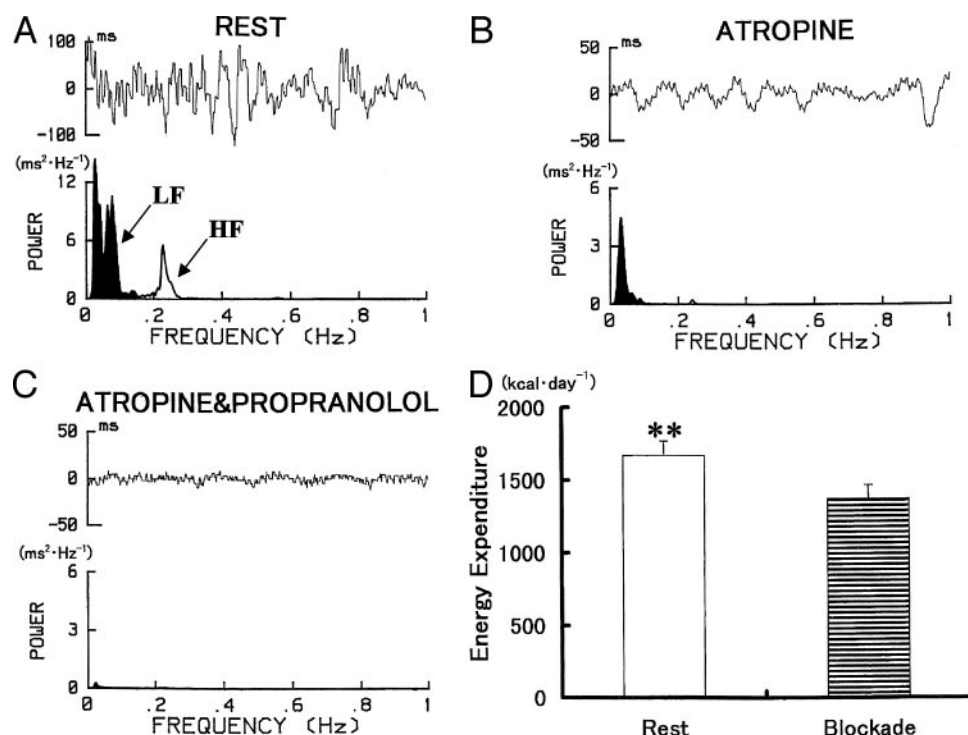 A
REST
ms
100
0
-100
(ms²·Hz⁻¹)
12
6
0
POWER
LF
HF
0 .2 .4 .6 .8 1
FREQUENCY (Hz)
B
ATROPINE
ms
50
0
-50
(ms²·Hz⁻¹)
6
3
0
POWER
0 .2 .4 .6 .8 1
FREQUENCY (Hz)
C
ATROPINE&PROPRANOLOL
ms
50
0
-50
(ms²·Hz⁻¹)
6
3
0
POWER
0 .2 .4 .6 .8 1
FREQUENCY (Hz)
D
(kcal·day⁻¹)
2000
1500
1000
500
0
Energy Expenditure
**
Rest Blockade